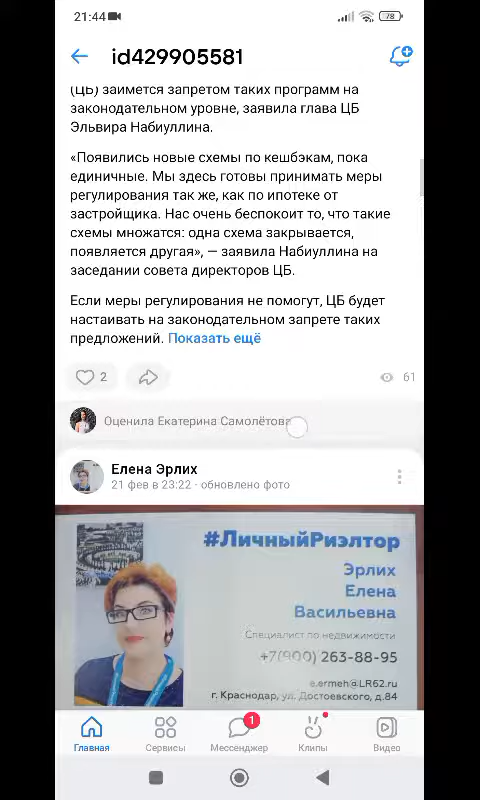 21:44
78
id429905581
(ЦБ) займется запретом таких программ на
законодательном уровне, заявила глава ЦБ
Эльвира Набиуллина.
«Появились новые схемы по кешбэкам, пока
единичные. Мы здесь готовы принимать меры
регулирования так же, как по ипотеке от
застройщика. Нас очень беспокоит то, что такие
схемы множатся: одна схема закрывается,
появляется другая», — заявила Набиуллина на
заседании совета директоров ЦБ.
Если меры регулирования не помогут, ЦБ будет
настаивать на законодательном запрете таких
предложений. Показать ещё
2
61
Оценила Екатерина Самолётова
Елена Эрлих
21 фев в 23:22 · обновлено фото
#ЛичныйРиэлтор
Эрлих
Елена
Васильевна
Специалист по недвижимости
+7(900) 263-88-95
e.ermeh@LR62.ru
г. Краснодар, ул. Достоевского, д.84
1
Главная
Сервисы
Мессенджер
Клипы
Видео